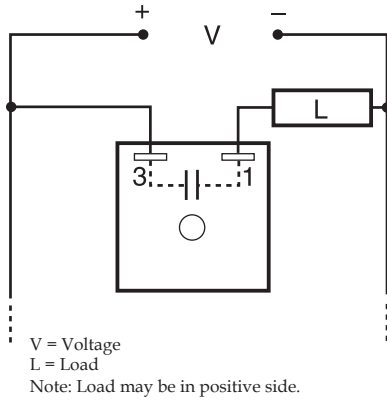 + V −
L
3 1
V = Voltage
L = Load
Note: Load may be in positive side.